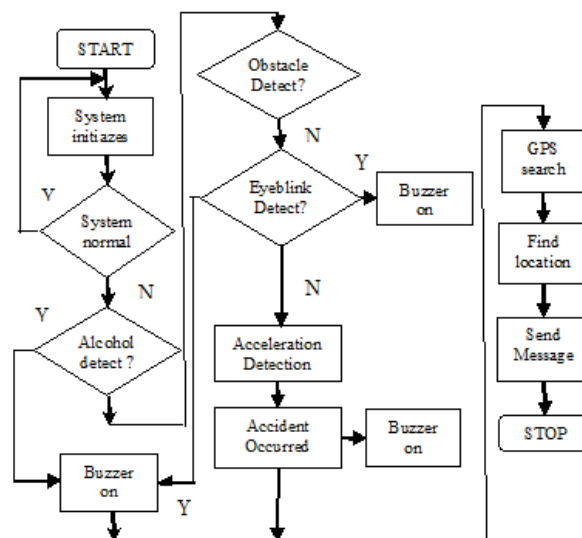 START
System
initiazes
Y
System
normal
N
Y
Alcohol
detect ?
Buzzer
on
Y
Obstacle
Detect?
N
Eyeblink
Detect?
Y
Buzzer
on
N
Acceleration
Detection
Accident
Occurred
Buzzer
on
GPS
search
Find
location
Send
Message
STOP